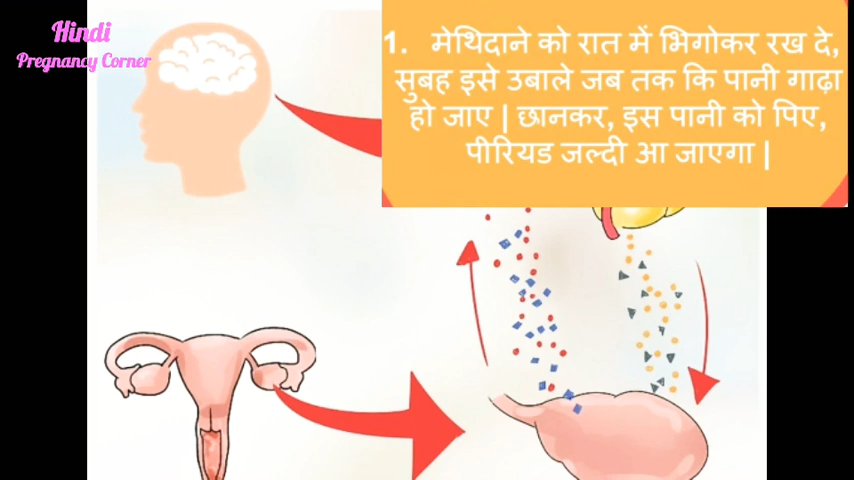 Hindi
Pregnancy Corner
1. मेथिदाने को रात में भिगोकर रख दे,
सुबह इसे उबाले जब तक कि पानी गाढ़ा
हो जाए | छानकर, इस पानी को पिए,
पीरियड जल्दी आ जाएगा |